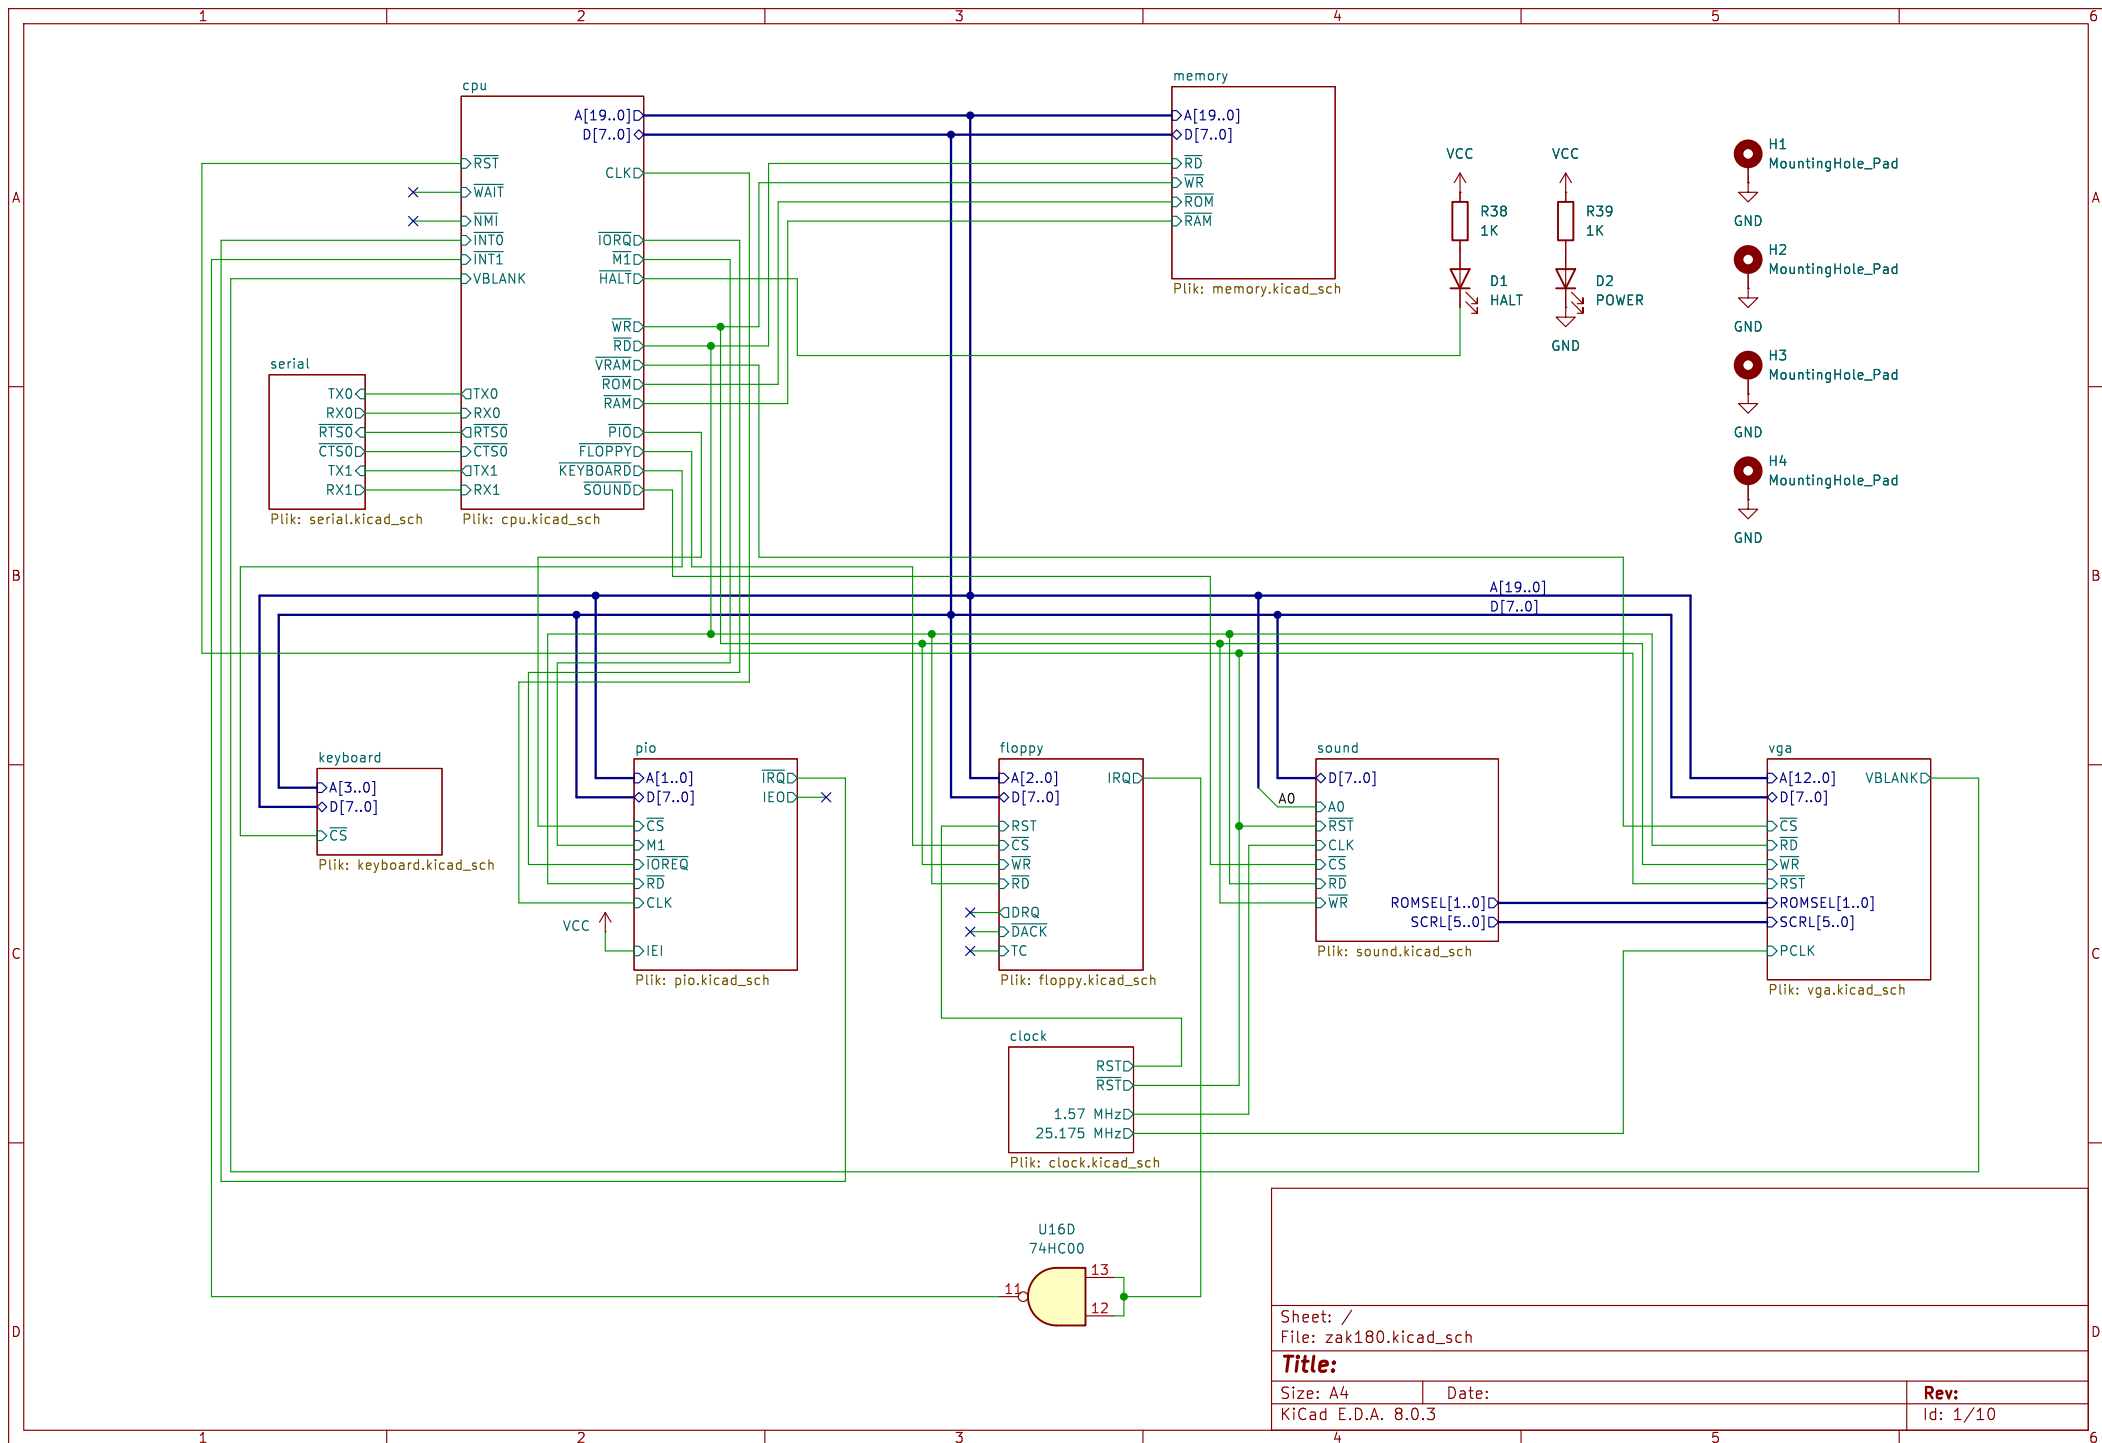 1 2 3 4 5 6
A
B
C
D
A
B
C
D
1 2 3 4 5 6
cpu
A[19..0]
D[7..0]
RST
CLK
WAIT
NMI
INT0
IORQ
INT1
M1
VBLANK
HALT
WR
RD
VRAM
ROM
RAM
TX0
RX0
RTS0
PIO
CTS0
FLOPPY
TX1
KEYBOARD
RX1
SOUND
Plik: cpu.kicad_sch
serial
TX0
RX0
RTS0
CTS0
TX1
RX1
Plik: serial.kicad_sch
memory
A[19..0]
D[7..0]
RD
WR
ROM
RAM
Plik: memory.kicad_sch
VCC
R38
1K
D1
HALT
VCC
R39
1K
D2
POWER
GND
H1
MountingHole_Pad
GND
H2
MountingHole_Pad
GND
H3
MountingHole_Pad
GND
H4
MountingHole_Pad
GND
A[19..0]
D[7..0]
keyboard
A[3..0]
D[7..0]
CS
Plik: keyboard.kicad_sch
pio
A[1..0]
IRQ
D[7..0]
IEO
CS
M1
IOREQ
RD
CLK
VCC
IEI
Plik: pio.kicad_sch
floppy
A[2..0]
IRQ
D[7..0]
RST
CS
WR
RD
DRQ
DACK
TC
Plik: floppy.kicad_sch
sound
D[7..0]
A0
A0
RST
CLK
CS
RD
WR
ROMSEL[1..0]
SCRL[5..0]
Plik: sound.kicad_sch
vga
A[12..0]
VBLANK
D[7..0]
CS
RD
WR
RST
ROMSEL[1..0]
SCRL[5..0]
PCLK
Plik: vga.kicad_sch
clock
RST
RST
1.57 MHz
25.175 MHz
Plik: clock.kicad_sch
U16D
74HC00
13
11
12
Sheet: /
File: zak180.kicad_sch
Title:
Size: A4 Date: Rev:
KiCad E.D.A. 8.0.3 Id: 1/10